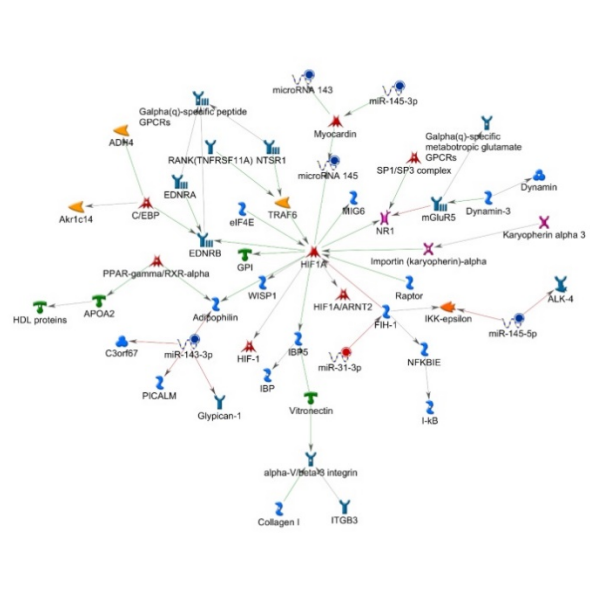 microRNA 143
miR-145-3p
Galpha(q)-specific peptide
GPCRs
Myocardin
ADH4
Galpha(q)-specific
metabotropic glutamate
GPCRs
RANK(TNFRSF11A)
NTSR1
SP1/SP3 complex
microRNA 145
EDNRA
Dynamin
Akr1c14
C/EBP
eIF4E
TRAF6
MIG6
NR1
mGluR5
Dynamin-3
Karyopherin alpha 3
EDNRB
GPI
HIF1A
Importin (karyopherin)-alpha
PPAR-gamma/RXR-alpha
WISP1
HIF1A/ARNT2
Raptor
ALK-4
HDL proteins
APOA2
Adipophilin
FIH-1
IKK-epsilon
miR-145-5p
C3orf67
miR-143-3p
HIF-1
IBP5
miR-31-3p
NFKBIE
PICALM
IBP
Glypican-1
Vitronectin
I-kB
alpha-V/beta-3 integrin
Collagen I
ITGB3